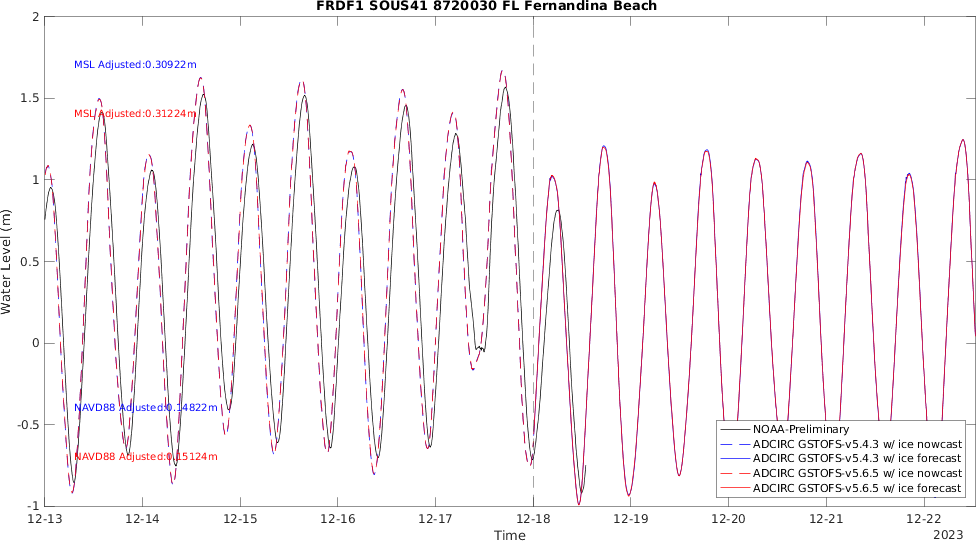 FRDF1 SOUS41 8720030 FL Fernandina Beach
2
1.5
1
0.5
0
-0.5
-1
Water Level (m)
MSL Adjusted:0.30922m
MSL Adjusted:0.31224m
NAVD88 Adjusted:0.14822m
NAVD88 Adjusted:0.15124m
NOAA-Preliminary
ADCIRC GSTOFS-v5.4.3 w/ ice nowcast
ADCIRC GSTOFS-v5.4.3 w/ ice forecast
ADCIRC GSTOFS-v5.6.5 w/ ice nowcast
ADCIRC GSTOFS-v5.6.5 w/ ice forecast
12-13 12-14 12-15 12-16 12-17 12-18 12-19 12-20 12-21 12-22
Time
2023